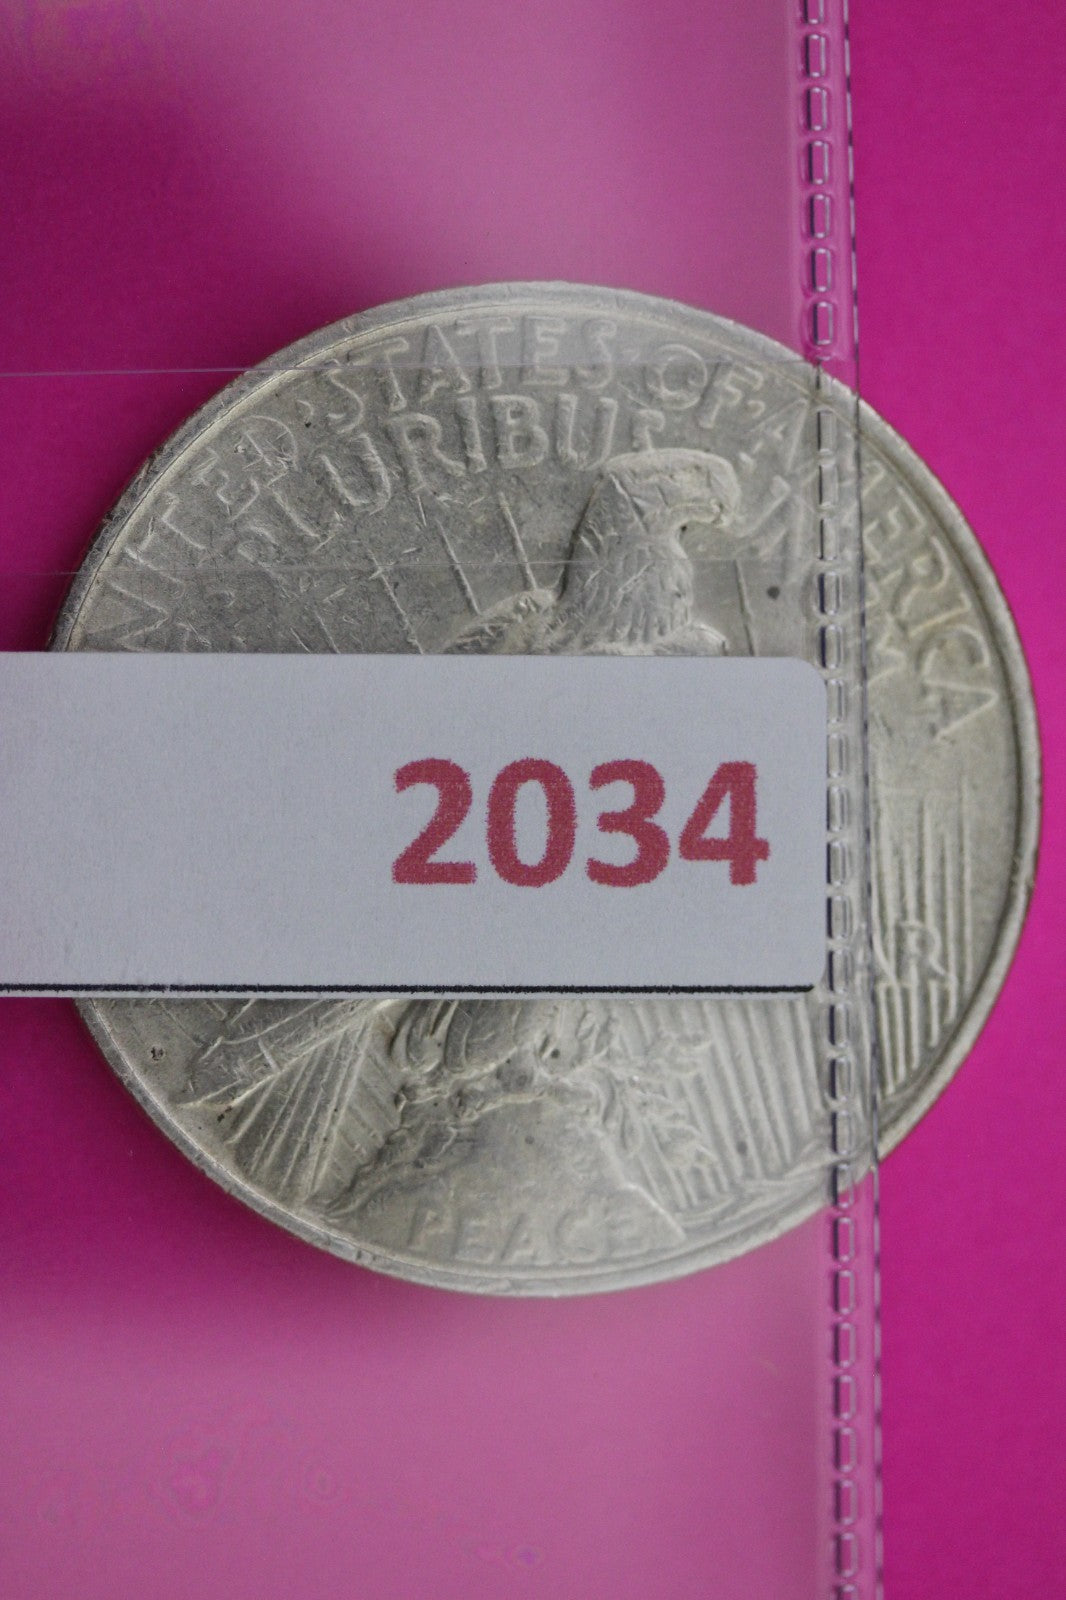 UNITED·STATES·OF·AMERICA
PLURIBUS
2034
PEACE